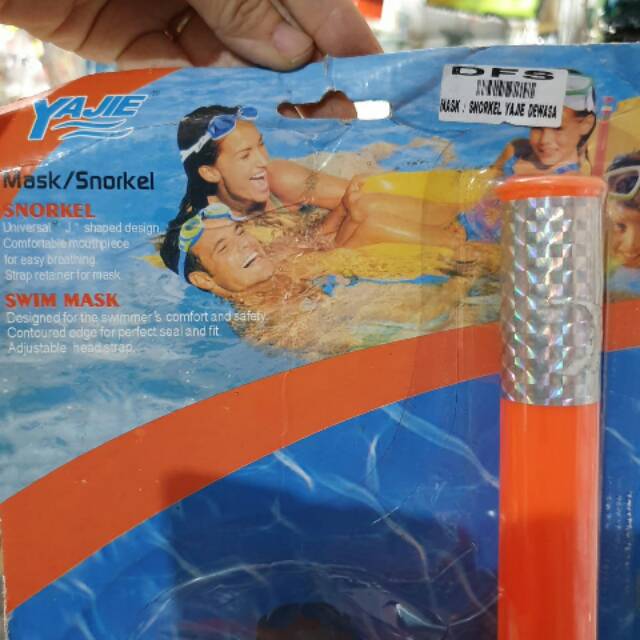 YAJIE
DFS
MASK : SNORKEL YAJIE DEWASA
Mask/Snorkel
SNORKEL
Universal " J " shaped design
Comfortable mouthpiece
for easy breathing
Strap retainer for mask
SWIM MASK
Designed for the swimmer's comfort and safety
Contoured edge for perfect seal and fit
Adjustable head strap...